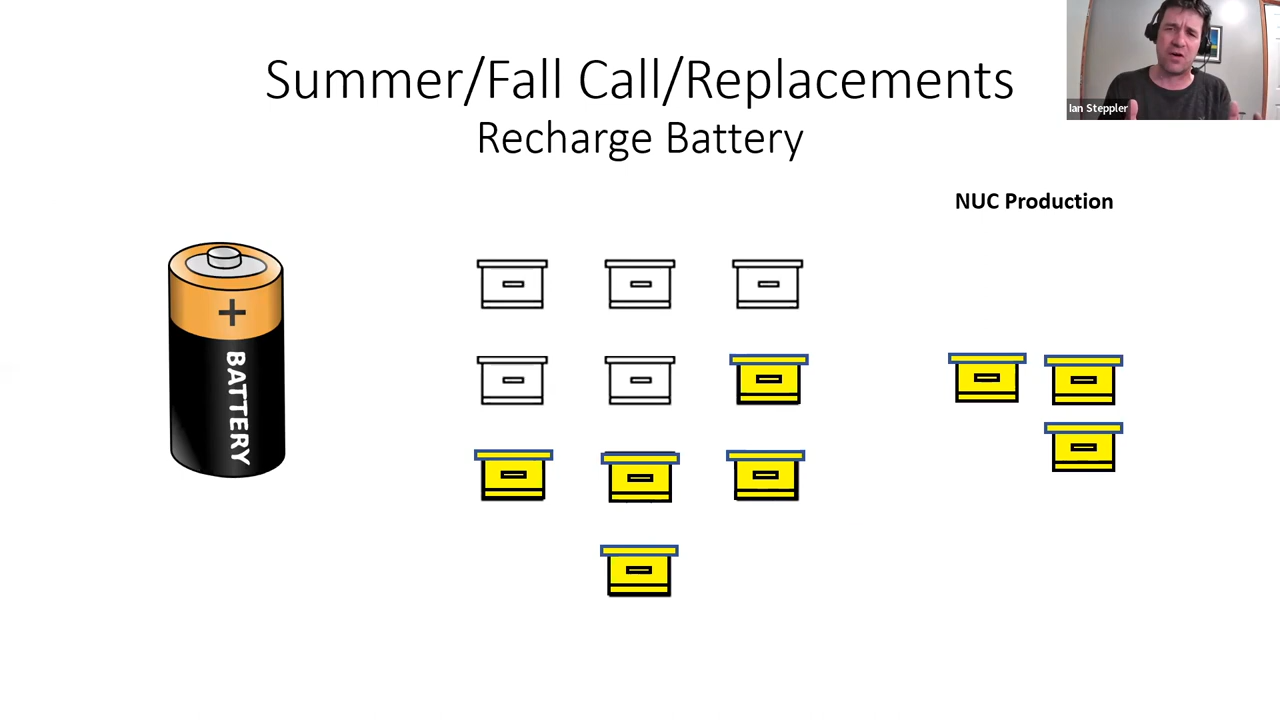 Summer/Fall Call/Replacements
Recharge Battery
Ian Steppler
NUC Production
+
BATTERY